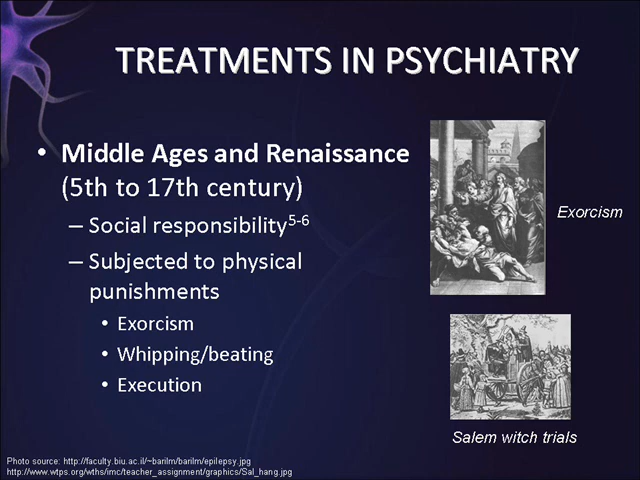 TREATMENTS IN PSYCHIATRY
• Middle Ages and Renaissance
(5th to 17th century)
– Social responsibility5-6
– Subjected to physical
punishments
• Exorcism
• Whipping/beating
• Execution
Exorcism
Salem witch trials
Photo source: http://faculty.biu.ac.il/~barilm/barilm/epilepsy.jpg
http://www.wtps.org/wths/imc/teacher_assignment/graphics/Sal_hang.jpg